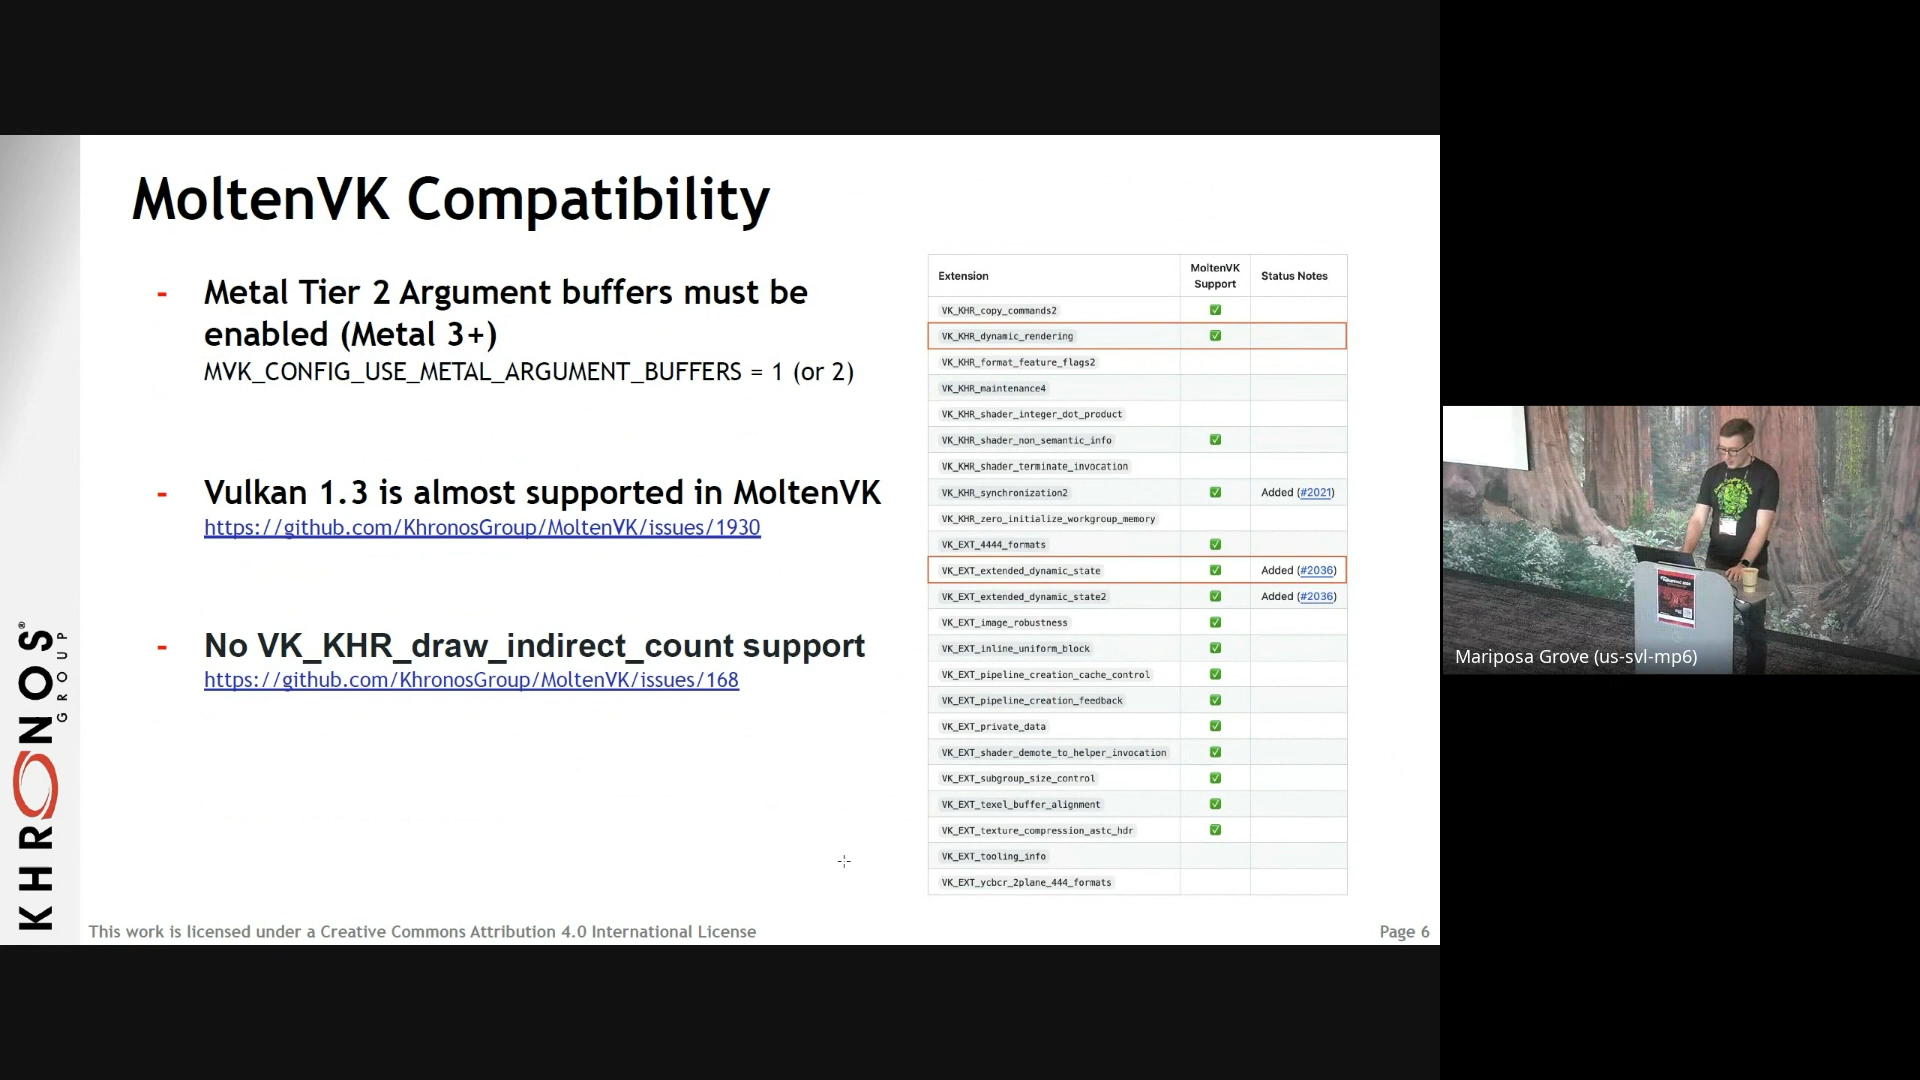 MoltenVK Compatibility
- Metal Tier 2 Argument buffers must be
enabled (Metal 3+)
MVK_CONFIG_USE_METAL_ARGUMENT_BUFFERS = 1 (or 2)
- Vulkan 1.3 is almost supported in MoltenVK
https://github.com/KhronosGroup/MoltenVK/issues/1930
- No VK_KHR_draw_indirect_count support
https://github.com/KhronosGroup/MoltenVK/issues/168
Extension MoltenVK Support Status Notes
VK_KHR_copy_commands2 ✅
VK_KHR_dynamic_rendering ✅
VK_KHR_format_feature_flags2
VK_KHR_maintenance4
VK_KHR_shader_integer_dot_product
VK_KHR_shader_non_semantic_info ✅
VK_KHR_shader_terminate_invocation
VK_KHR_synchronization2 ✅ Added (#2021)
VK_KHR_zero_initialize_workgroup_memory
VK_EXT_4444_formats ✅
VK_EXT_extended_dynamic_state ✅ Added (#2036)
VK_EXT_extended_dynamic_state2 ✅ Added (#2036)
VK_EXT_image_robustness ✅
VK_EXT_inline_uniform_block ✅
VK_EXT_pipeline_creation_cache_control ✅
VK_EXT_pipeline_creation_feedback ✅
VK_EXT_private_data ✅
VK_EXT_shader_demote_to_helper_invocation ✅
VK_EXT_subgroup_size_control ✅
VK_EXT_texel_buffer_alignment ✅
VK_EXT_texture_compression_astc_hdr ✅
VK_EXT_tooling_info
VK_EXT_ycbcr_2plane_444_formats
KHRONOS®
GROUP
This work is licensed under a Creative Commons Attribution 4.0 International License
Page 6
Mariposa Grove (us-svl-mp6)